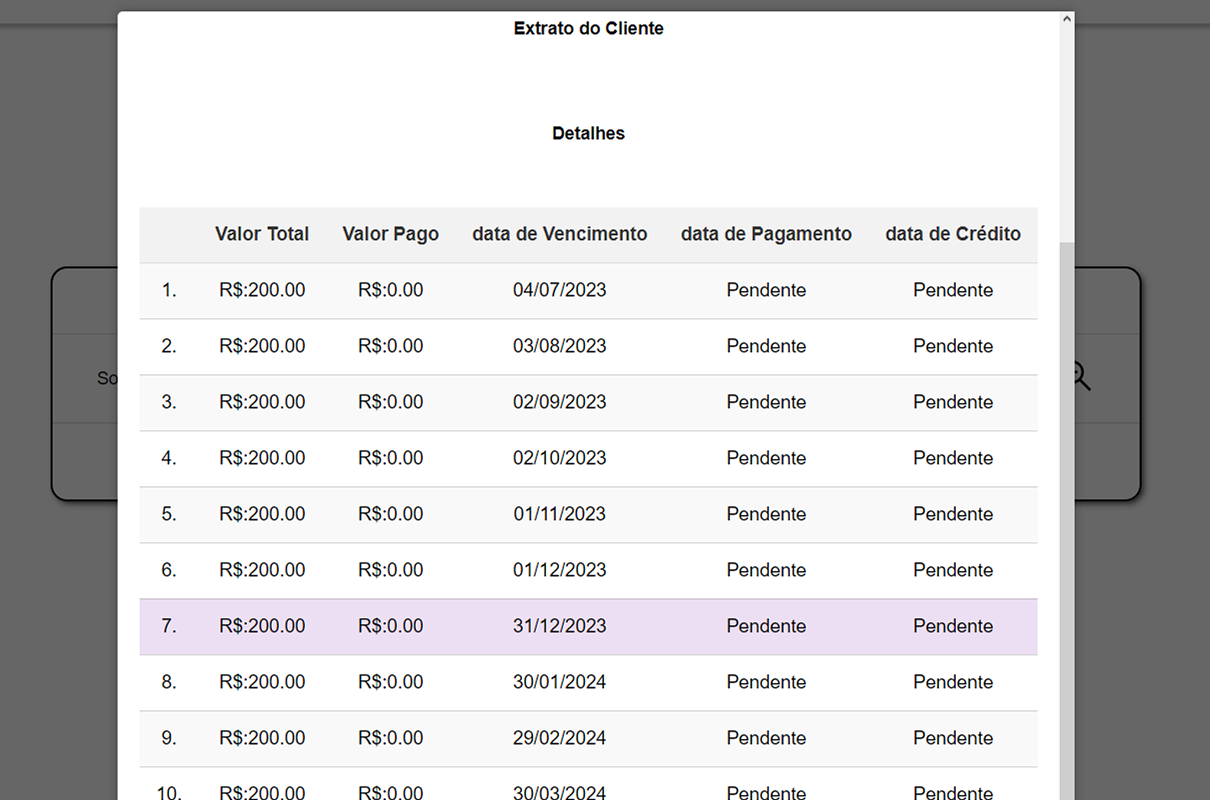 Extrato do Cliente
Detalhes
Valor Total Valor Pago data de Vencimento data de Pagamento data de Crédito
1. R$:200.00 R$:0.00 04/07/2023 Pendente Pendente
2. R$:200.00 R$:0.00 03/08/2023 Pendente Pendente
So
3. R$:200.00 R$:0.00 02/09/2023 Pendente Pendente
4. R$:200.00 R$:0.00 02/10/2023 Pendente Pendente
5. R$:200.00 R$:0.00 01/11/2023 Pendente Pendente
6. R$:200.00 R$:0.00 01/12/2023 Pendente Pendente
7. R$:200.00 R$:0.00 31/12/2023 Pendente Pendente
8. R$:200.00 R$:0.00 30/01/2024 Pendente Pendente
9. R$:200.00 R$:0.00 29/02/2024 Pendente Pendente
10. R$:200.00 R$:0.00 30/03/2024 Pendente Pendente